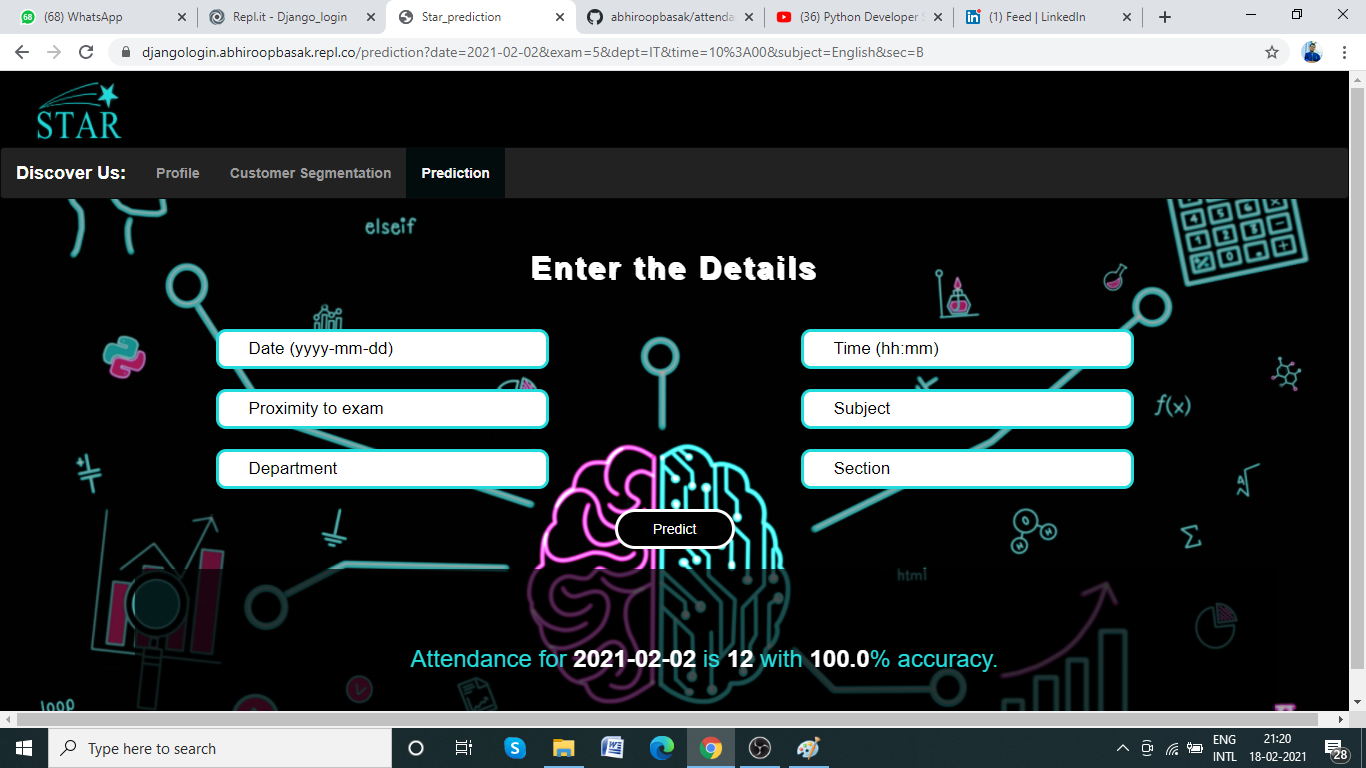 (68) WhatsApp
Repl.it - Django_login
Star_prediction
abhiroopbasak/attenda
(36) Python Developer
(1) Feed | LinkedIn
djangologin.abhiroopbasak.repl.co/prediction?date=2021-02-02&exam=5&dept=IT&time=10%3A00&subject=English&sec=B
STAR
Discover Us: Profile Customer Segmentation Prediction
elseif
Enter the Details
Date (yyyy-mm-dd)
Time (hh:mm)
Proximity to exam
Subject
f(x)
Department
Section
Predict
html
Attendance for 2021-02-02 is 12 with 100.0% accuracy.
loop
Type here to search
ENG
INTL
21:20
18-02-2021
28